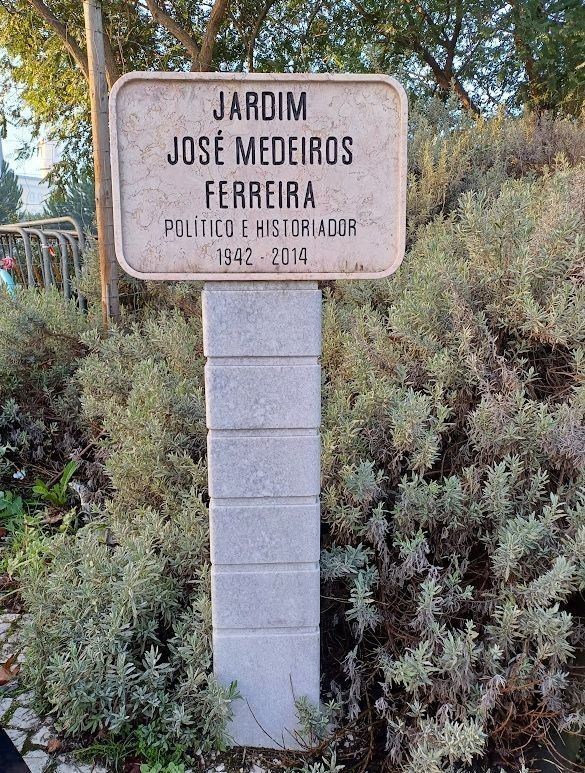 JARDIM
JOSÉ MEDEIROS
FERREIRA
POLÍTICO E HISTORIADOR
1942 - 2014